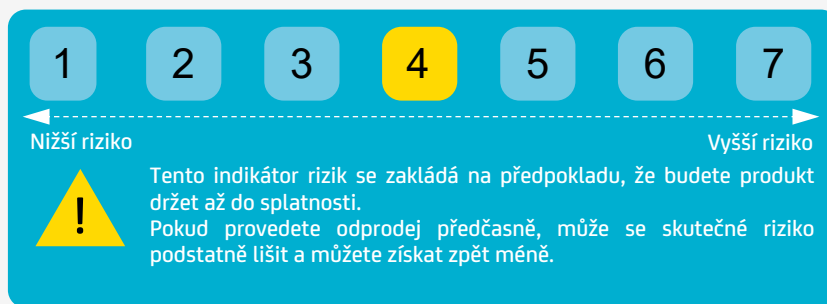 1 2 3 4 5 6 7
Nižší riziko Vyšší riziko
!
Tento indikátor rizik se zakládá na předpokladu, že budete produkt
držet až do splatnosti.
Pokud provedete odprodej předčasně, může se skutečné riziko
podstatně lišit a můžete získat zpět méně.